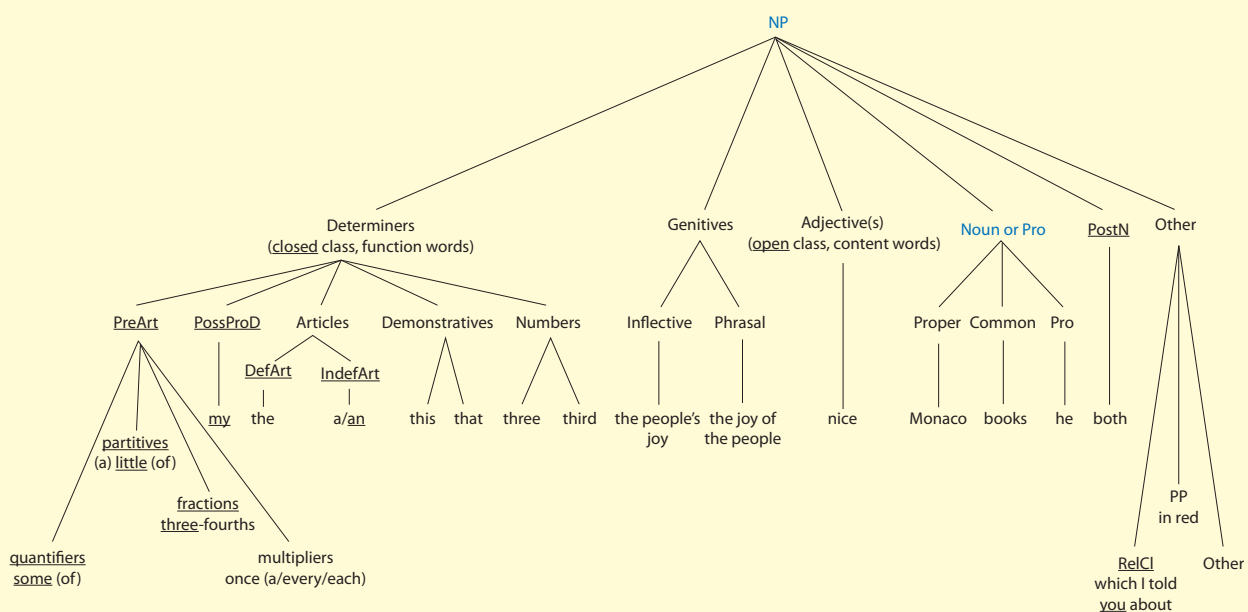 NP
Determiners
(closed class, function words)
Genitives
Adjective(s)
(open class, content words)
Noun or Pro
PostN
Other
PreArt
PossProD
Articles
Demonstratives
Numbers
Inflective
Phrasal
Proper
Common
Pro
DefArt
IndefArt
my
the
a/an
this
that
three
third
the people's
joy
the joy of
the people
nice
Monaco
books
he
both
partitives
(a) little (of)
fractions
three-fourths
PP
in red
quantifiers
some (of)
multipliers
once (a/every/each)
RelCl
which I told
you about
Other